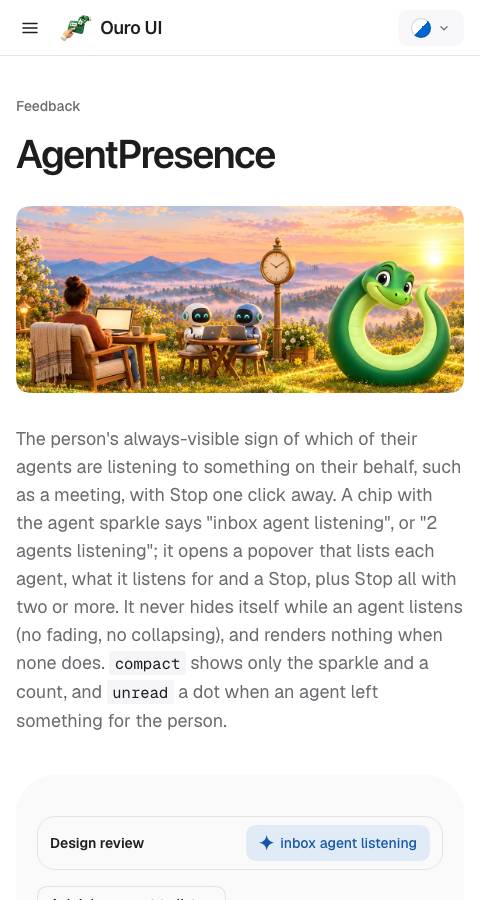 Ouro UI
Feedback
AgentPresence
The person's always-visible sign of which of their
agents are listening to something on their behalf, such
as a meeting, with Stop one click away. A chip with
the agent sparkle says "inbox agent listening", or "2
agents listening"; it opens a popover that lists each
agent, what it listens for and a Stop, plus Stop all with
two or more. It never hides itself while an agent listens
(no fading, no collapsing), and renders nothing when
none does. compact shows only the sparkle and a
count, and unread a dot when an agent left
something for the person.
Design review
inbox agent listening